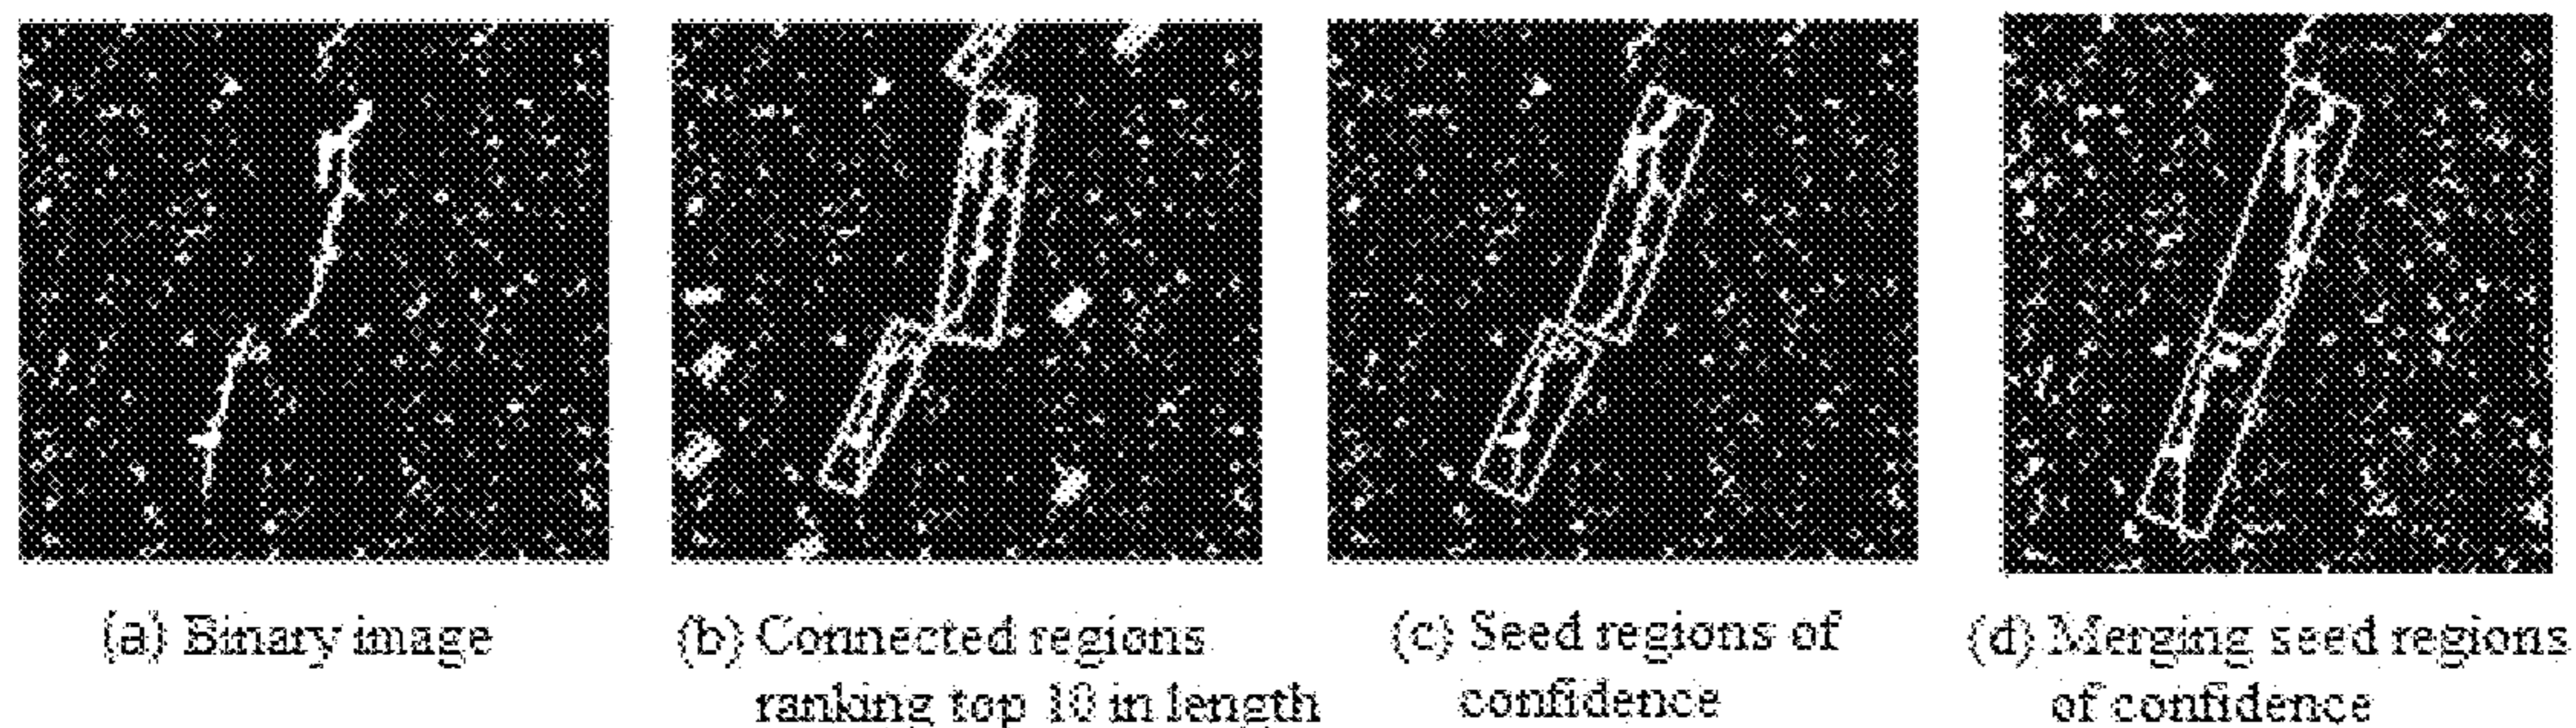 (a) Binary image
(b) Connected regions
ranking top 10 in length
(c) Seed regions of
confidence
(d) Merging seed regions
of confidence